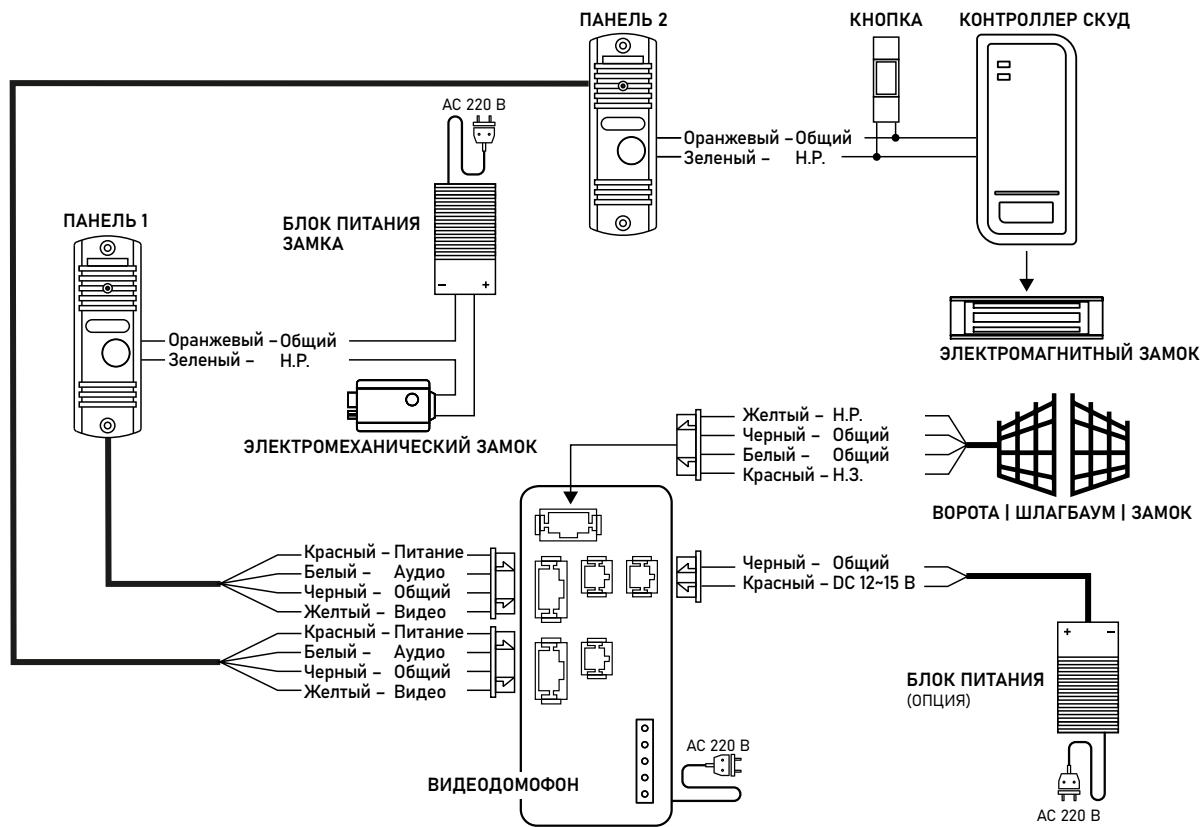 ПАНЕЛЬ 2
КНОПКА
КОНТРОЛЛЕР СКУД
AC 220 В
Оранжевый – Общий
Зеленый – Н.Р.
ПАНЕЛЬ 1
БЛОК ПИТАНИЯ
ЗАМКА
– +
Оранжевый – Общий
Зеленый – Н.Р.
ЭЛЕКТРОМАГНИТНЫЙ ЗАМОК
ЭЛЕКТРОМЕХАНИЧЕСКИЙ ЗАМОК
Желтый – Н.Р.
Черный – Общий
Белый – Общий
Красный – Н.З.
ВОРОТА | ШЛАГБАУМ | ЗАМОК
Красный – Питание
Белый – Аудио
Черный – Общий
Желтый – Видео
Красный – Питание
Белый – Аудио
Черный – Общий
Желтый – Видео
Черный – Общий
Красный – DC 12~15 В
+ –
БЛОК ПИТАНИЯ
(ОПЦИЯ)
AC 220 В
ВИДЕОДОМОФОН
AC 220 В